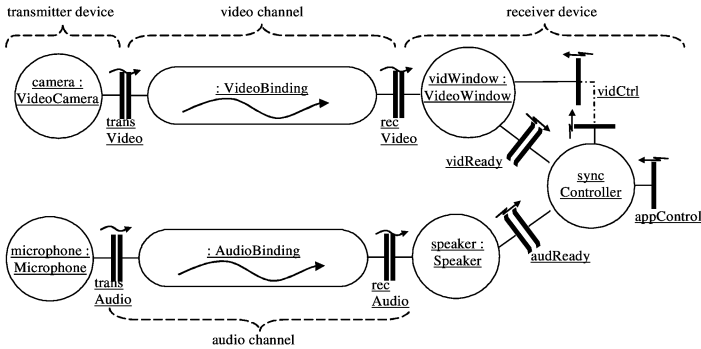 transmitter device
video channel
receiver device
camera :
VideoCamera
trans
Video
: VideoBinding
rec
Video
vidWindow :
VideoWindow
vidCtrl
vidReady
sync
Controller
appControl
microphone :
Microphone
trans
Audio
: AudioBinding
rec
Audio
speaker :
Speaker
audReady
audio channel